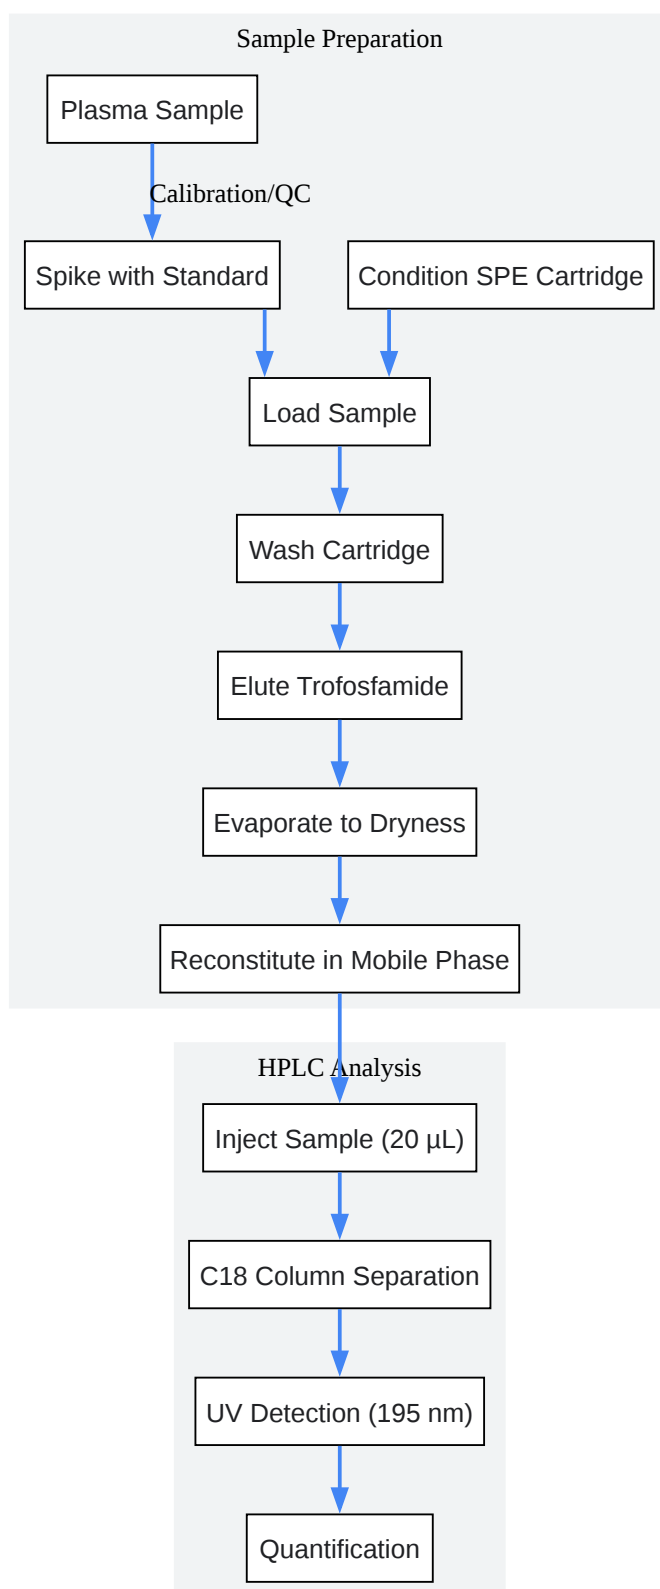 Sample Preparation
Plasma Sample
Calibration/QC
Spike with Standard
Condition SPE Cartridge
Load Sample
Wash Cartridge
Elute Trofosfamide
Evaporate to Dryness
Reconstitute in Mobile Phase
HPLC Analysis
Inject Sample (20 µL)
C18 Column Separation
UV Detection (195 nm)
Quantification